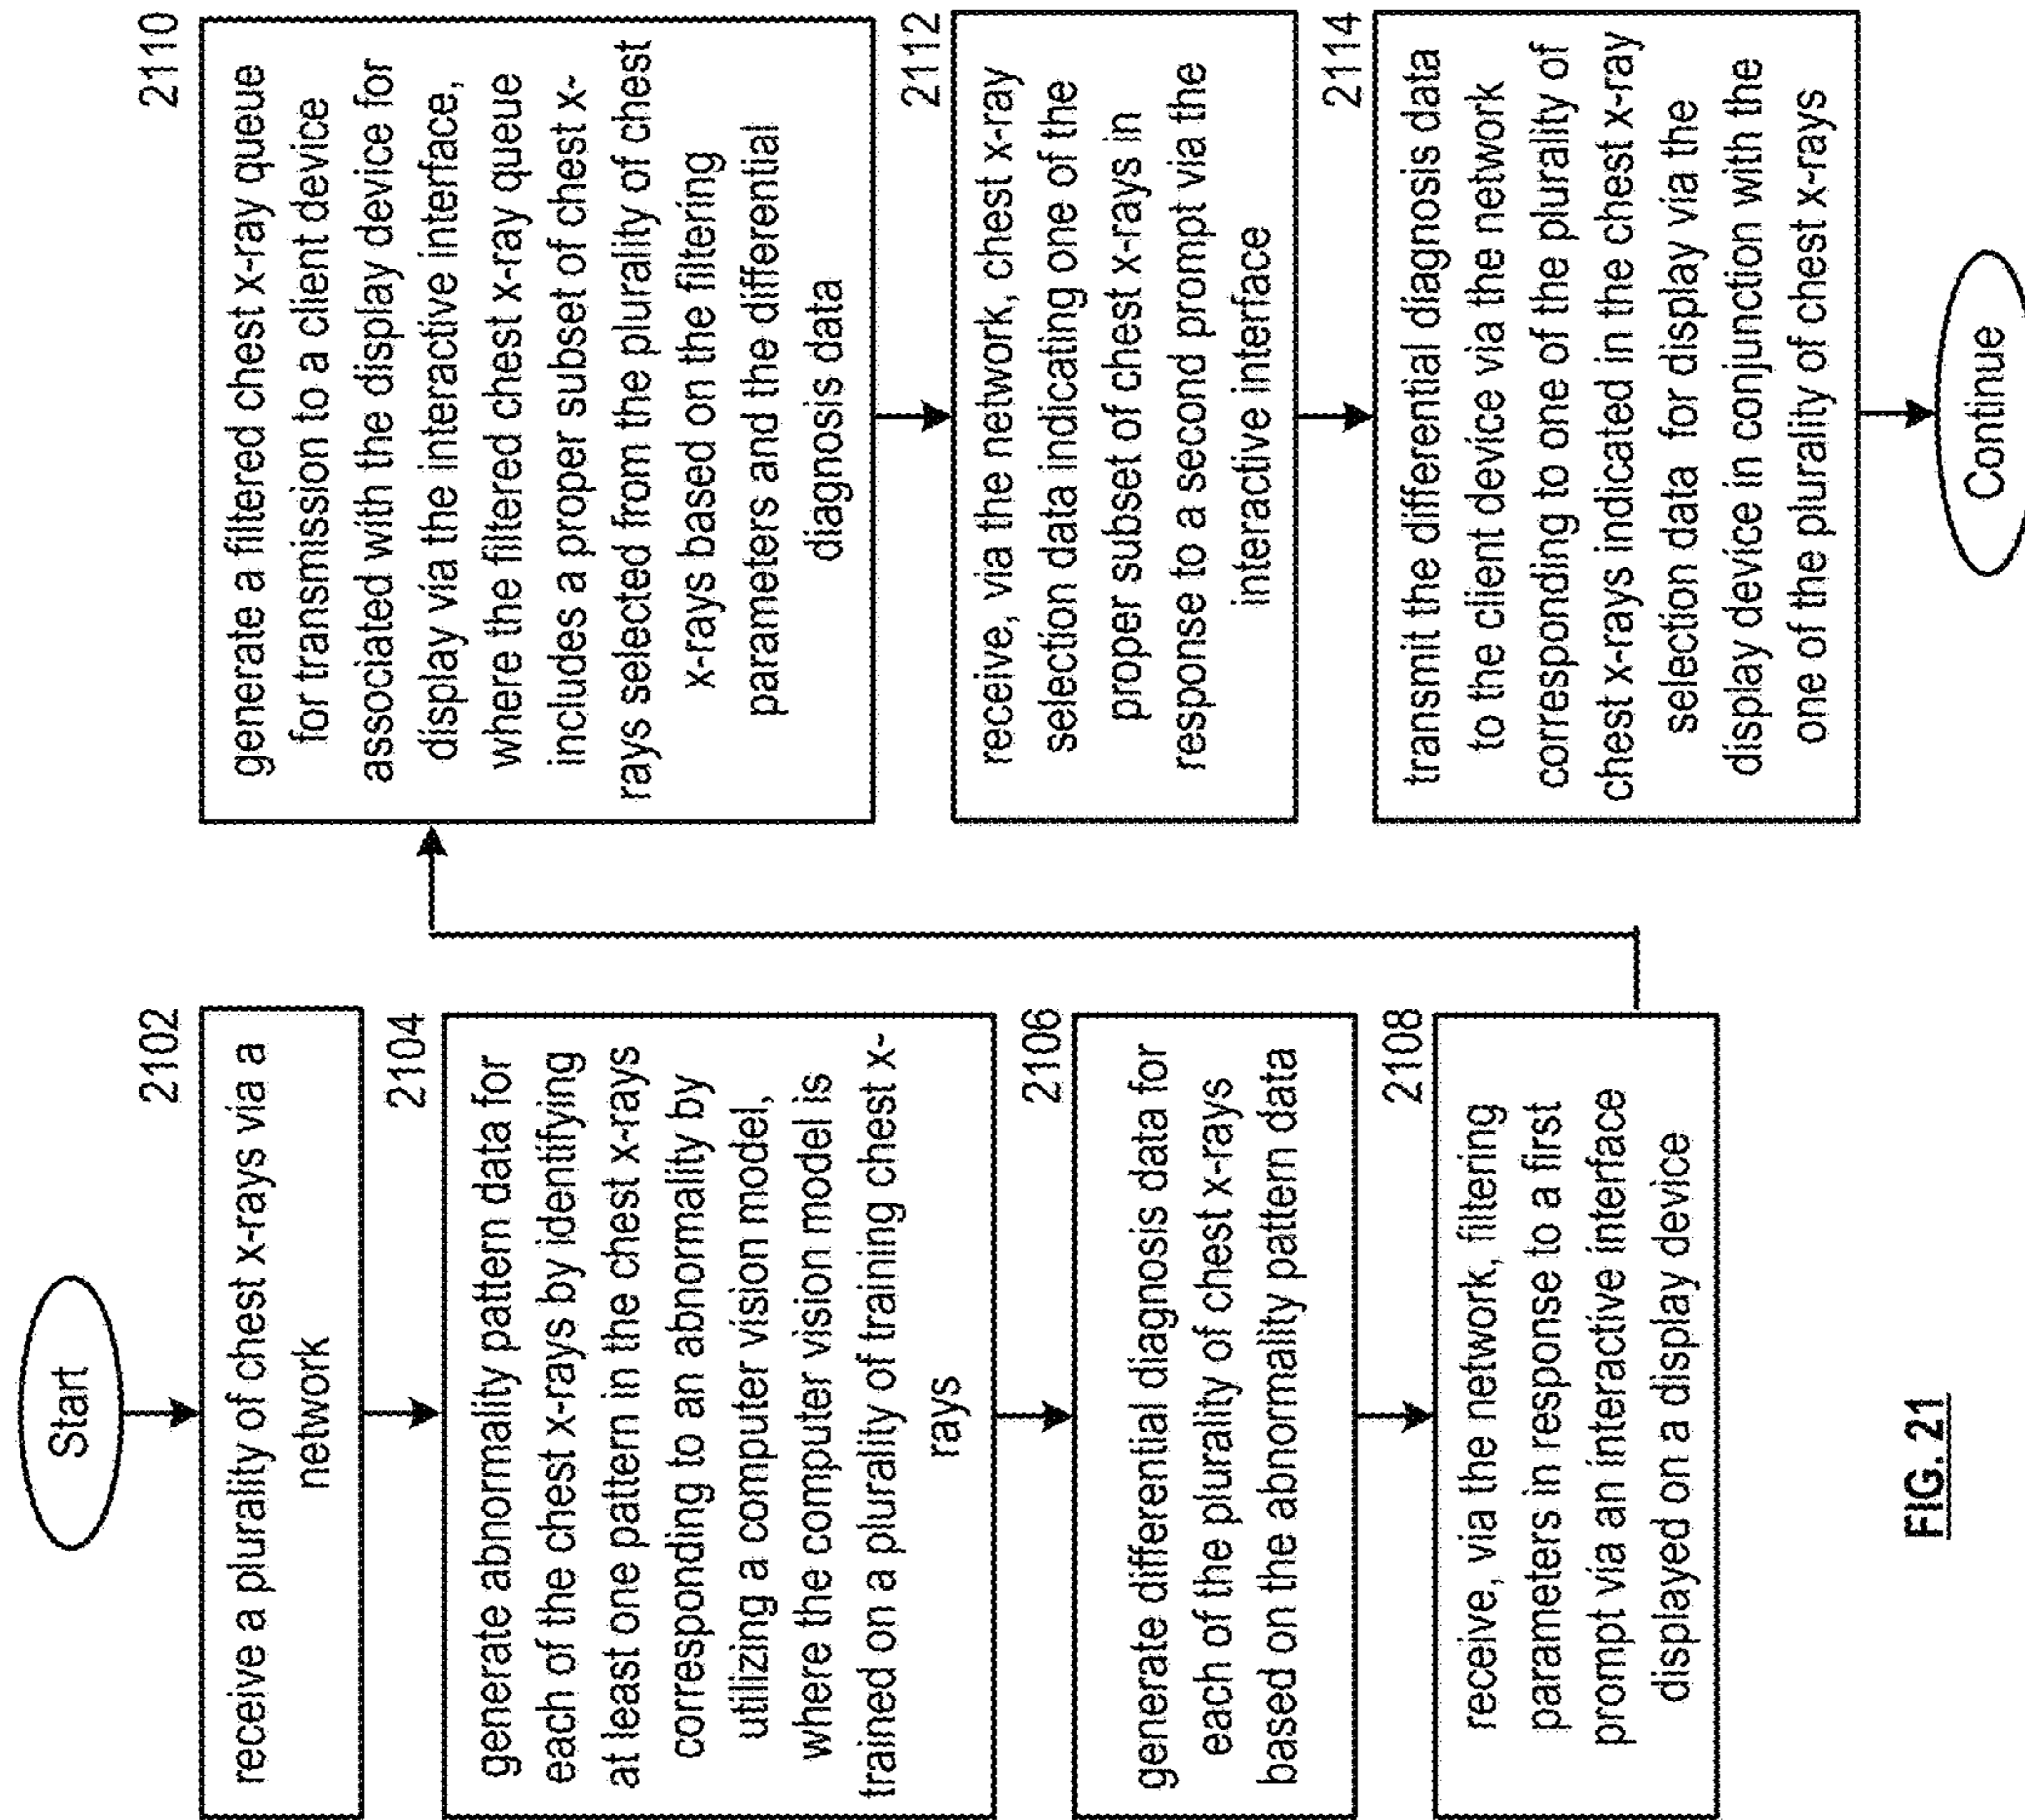 Start
2102
receive a plurality of chest x-rays via a
network
2104
generate abnormality pattern data for
each of the chest x-rays by identifying
at least one pattern in the chest x-rays
corresponding to an abnormality by
utilizing a computer vision model,
where the computer vision model is
trained on a plurality of training chest x-
rays
2106
generate differential diagnosis data for
each of the plurality of chest x-rays
based on the abnormality pattern data
2108
receive, via the network, filtering
parameters in response to a first
prompt via an interactive interface
displayed on a display device
2110
generate a filtered chest x-ray queue
for transmission to a client device
associated with the display device for
display via the interactive interface,
where the filtered chest x-ray queue
includes a proper subset of chest x-
rays selected from the plurality of chest
x-rays based on the filtering
parameters and the differential
diagnosis data
2112
receive, via the network, chest x-ray
selection data indicating one of the
proper subset of chest x-rays in
response to a second prompt via the
interactive interface
2114
transmit the differential diagnosis data
to the client device via the network
corresponding to one of the plurality of
chest x-rays indicated in the chest x-ray
selection data for display via the
display device in conjunction with the
one of the plurality of chest x-rays
Continue
FIG. 21